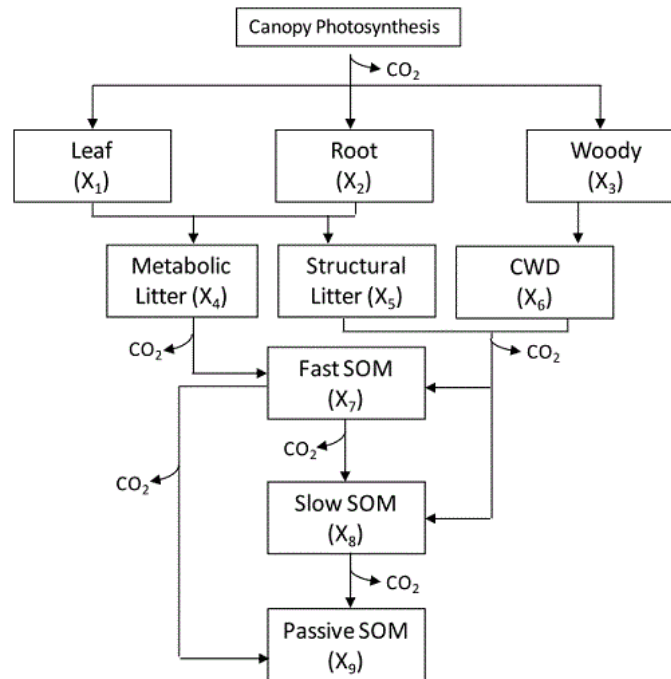 Canopy Photosynthesis
CO₂
Leaf
(X₁)
Root
(X₂)
Woody
(X₃)
Metabolic
Litter (X₄)
Structural
Litter (X₅)
CWD
(X₆)
CO₂
CO₂
Fast SOM
(X₇)
CO₂
CO₂
Slow SOM
(X₈)
CO₂
Passive SOM
(X₉)